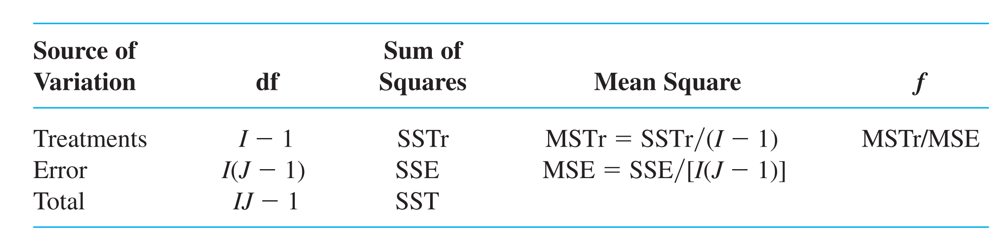 Source of Sum of
Variation df Squares Mean Square f
Treatments I − 1 SSTr MSTr = SSTr/(I − 1) MSTr/MSE
Error I(J − 1) SSE MSE = SSE/[I(J − 1)]
Total IJ − 1 SST